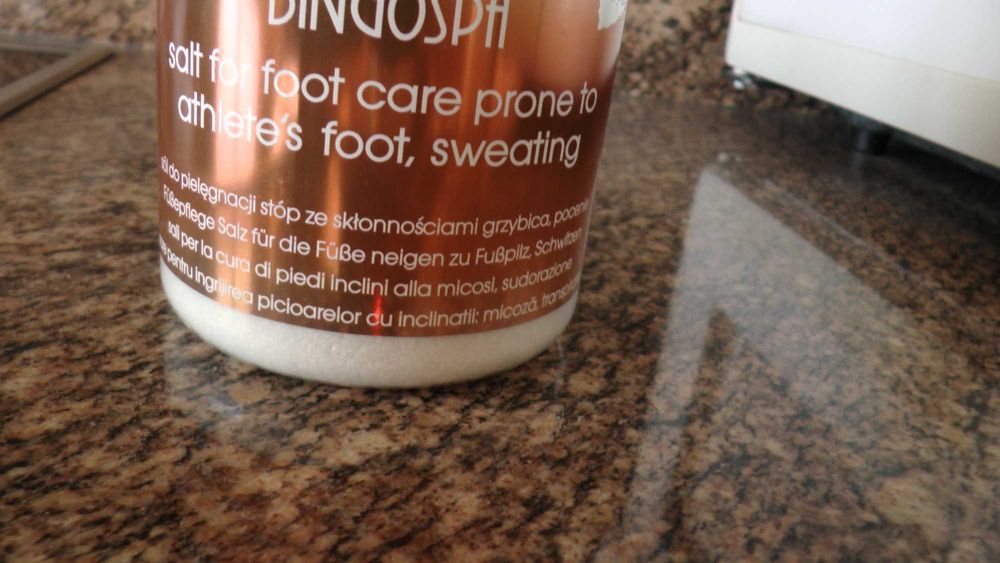 BINGOSPA
salt for foot care prone to
athlete's foot, sweating
sól do pielęgnacji stóp ze skłonnościami grzybica, pocenie
Fußepflege Salz für die Füße neigen zu Fußpilz, Schwitzen
sali per la cura di piedi inclini alla micosi, sudorazione
pentru ingrijirea picioarelor cu inclinatii: micoză,